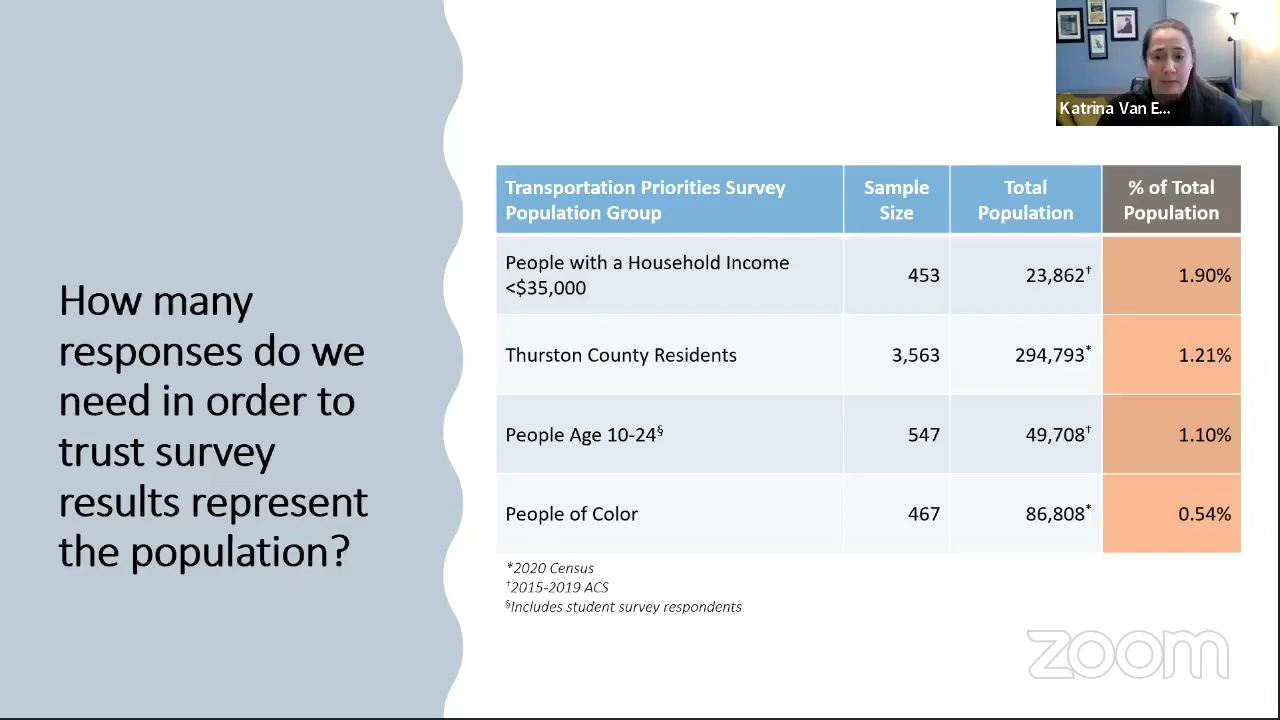 Katrina Van E...
How many
responses do we
need in order to
trust survey
results represent
the population?
Transportation Priorities Survey
Population Group
Sample
Size
Total
Population
% of Total
Population
People with a Household Income
<$35,000
453
23,862†
1.90%
Thurston County Residents
3,563
294,793*
1.21%
People Age 10-24§
547
49,708†
1.10%
People of Color
467
86,808*
0.54%
*2020 Census
†2015-2019 ACS
§Includes student survey respondents
zoom